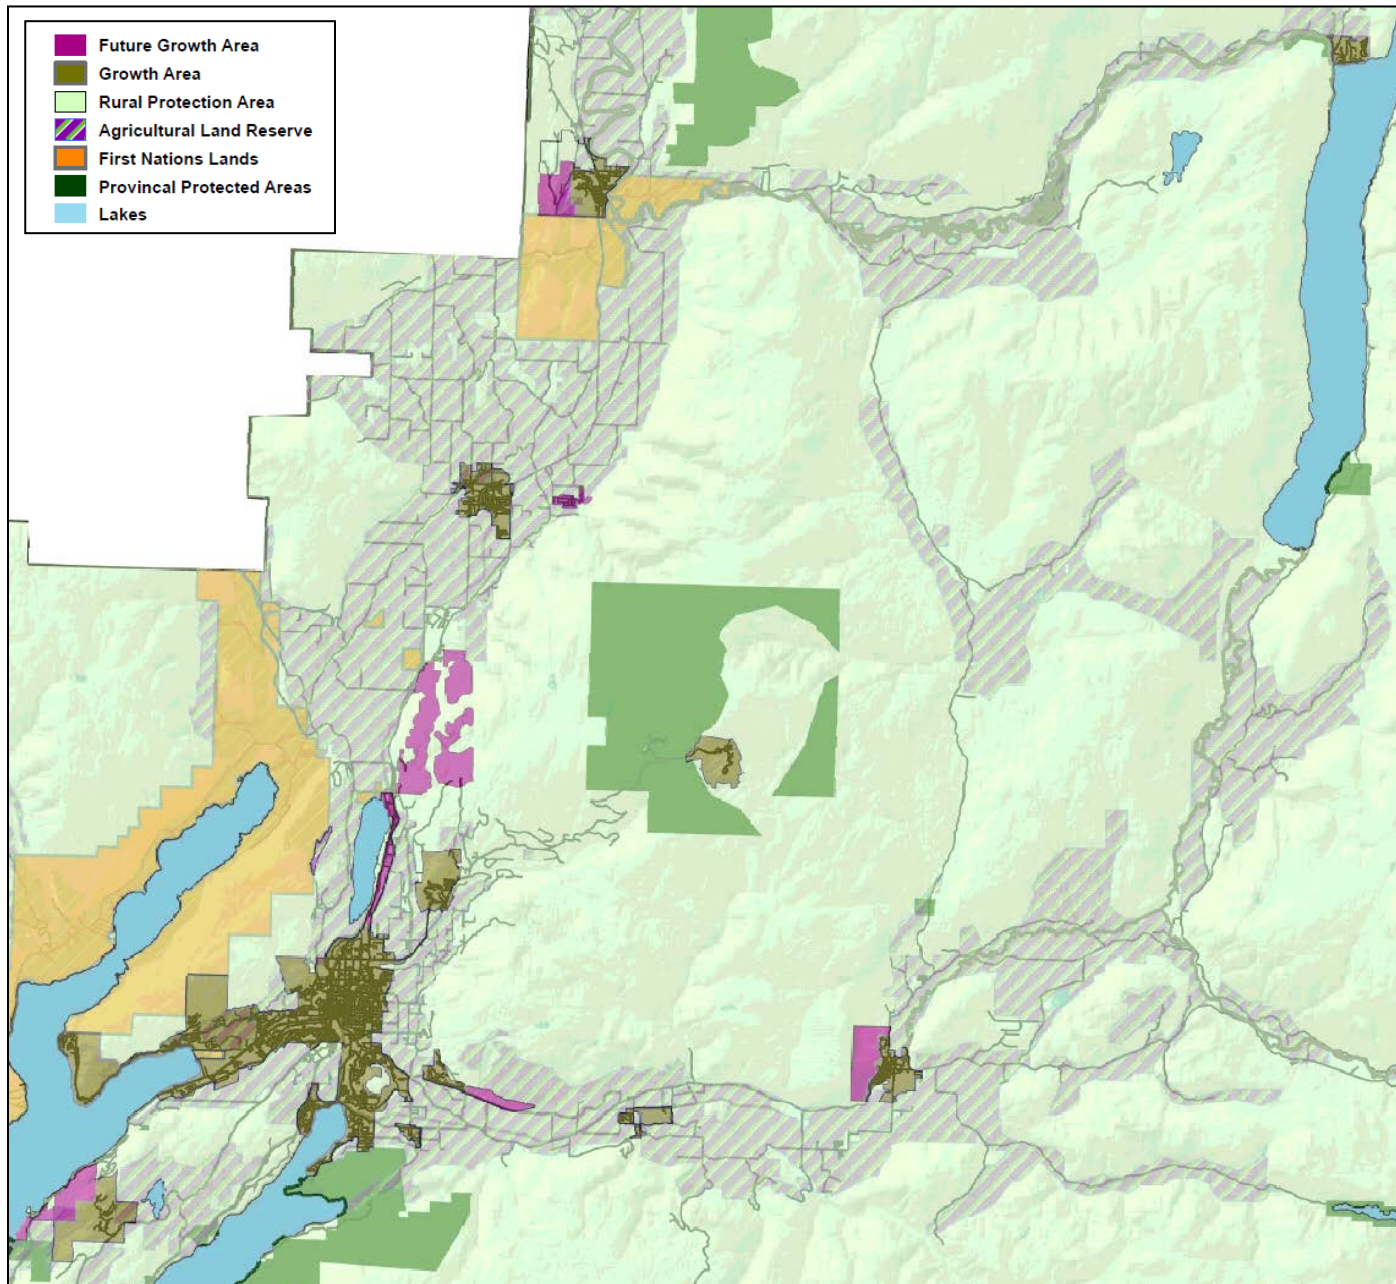 Future Growth Area
Growth Area
Rural Protection Area
Agricultural Land Reserve
First Nations Lands
Provincal Protected Areas
Lakes